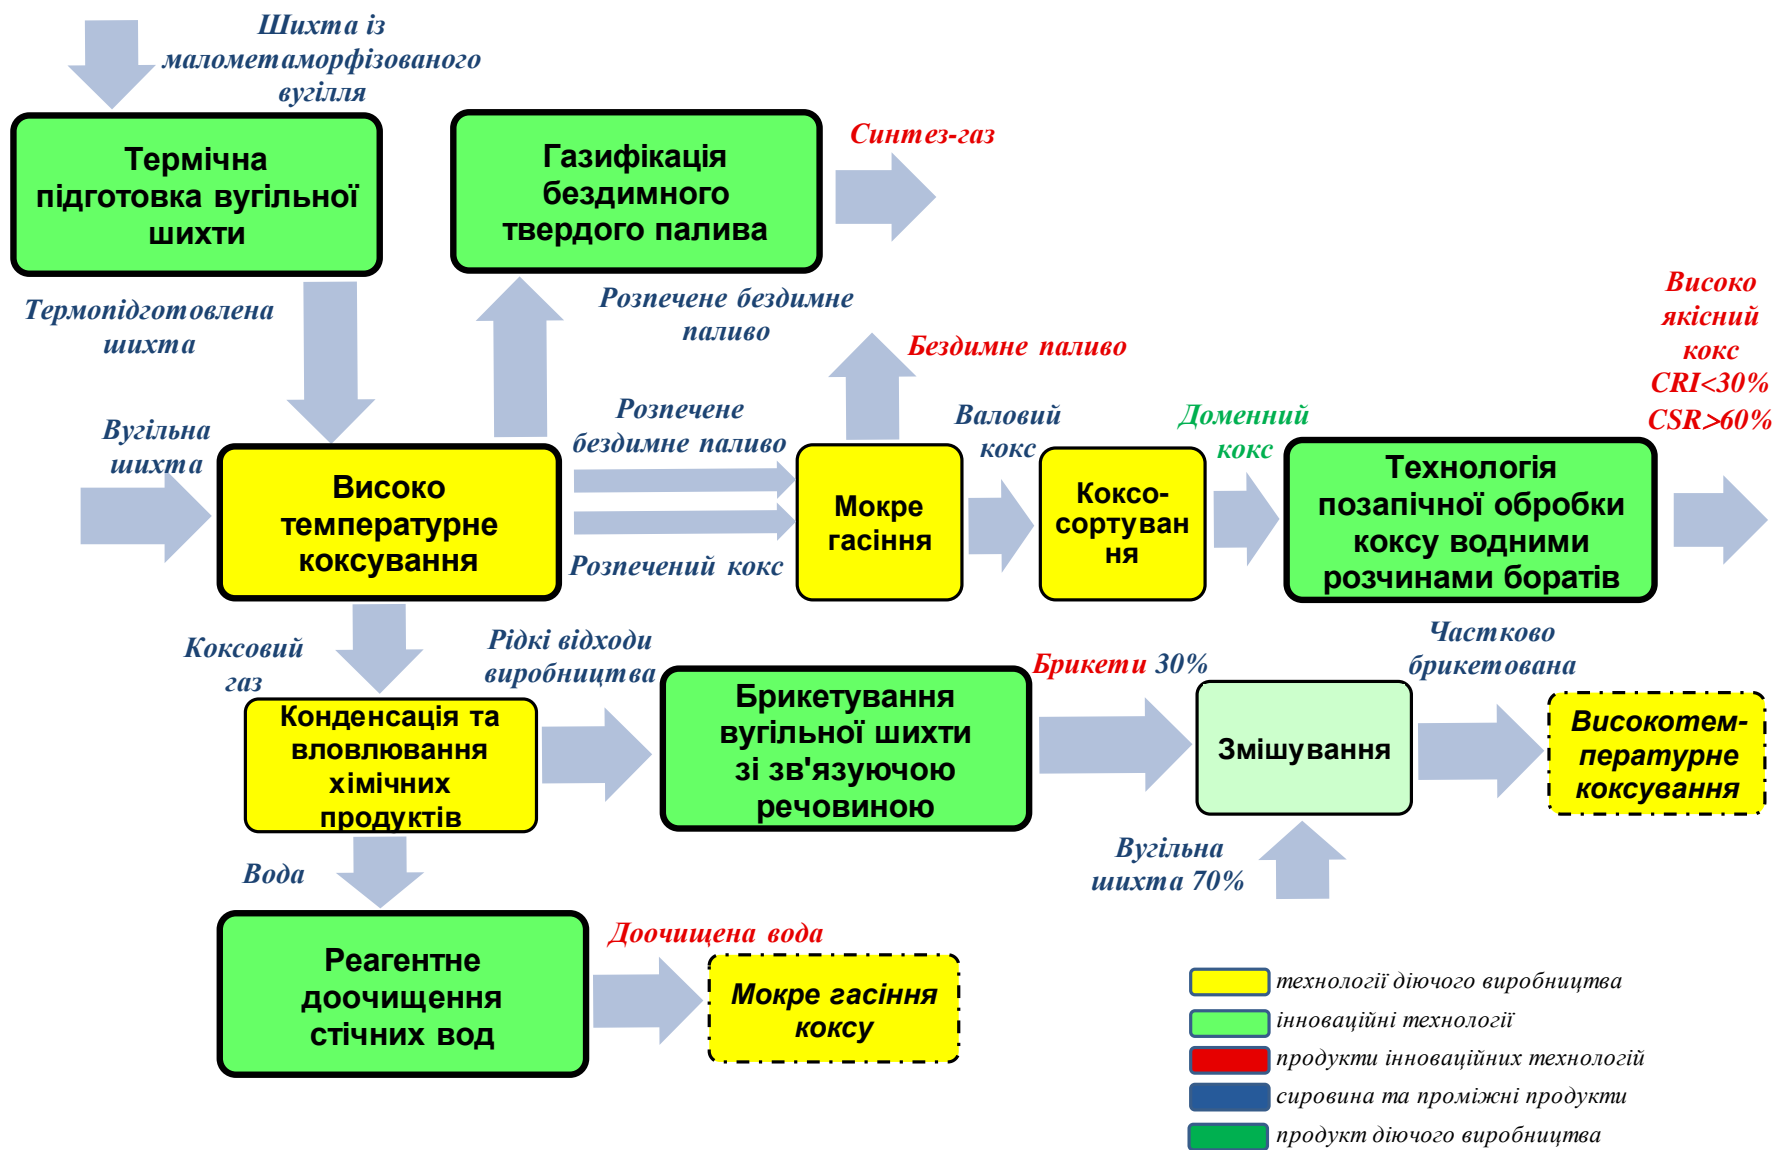 Шихта із
малометаморфізованого
вугілля
Термічна
підготовка вугільної
шихти
Газифікація
бездимного
твердого палива
Синтез-газ
Термопідготовлена
шихта
Розпечене бездимне
паливо
Бездимне паливо
Високо
якісний
кокс
CRI<30%
CSR>60%
Вугільна
шихта
Високо
температурне
коксування
Розпечене
бездимне паливо
Розпечений кокс
Мокре
гасіння
Валовий
кокс
Коксо-
сортуван
ня
Доменний
кокс
Технологія
позапічної обробки
коксу водними
розчинами боратів
Коксовий
газ
Конденсація та
вловлювання
хімічних
продуктів
Рідкі відходи
виробництва
Брикетування
вугільної шихти
зі зв'язуючою
речовиною
Брикети 30%
Змішування
Вугільна
шихта 70%
Частково
брикетована
Високотем-
пературне
коксування
Вода
Реагентне
доочищення
стічних вод
Доочищена вода
Мокре гасіння
коксу
технології діючого виробництва
інноваційні технології
продукти інноваційних технологій
сировина та проміжні продукти
продукт діючого виробництва